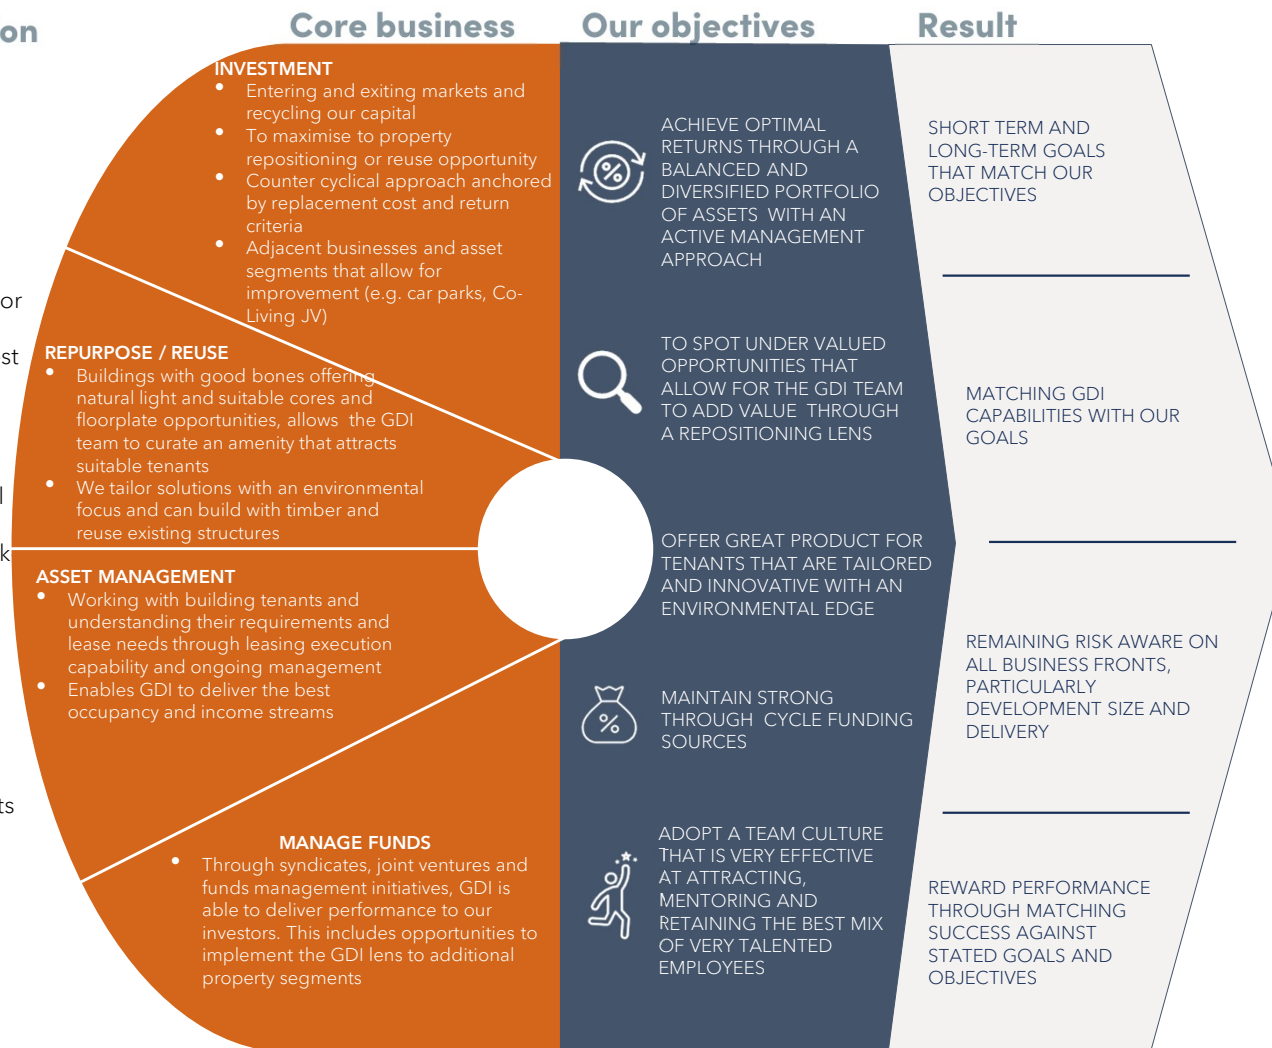 on
or
st
l
k
ts
Core business
INVESTMENT
• Entering and exiting markets and
recycling our capital
• To maximise to property
repositioning or reuse opportunity
• Counter cyclical approach anchored
by replacement cost and return
criteria
• Adjacent businesses and asset
segments that allow for
improvement (e.g. car parks, Co-
Living JV)
REPURPOSE / REUSE
• Buildings with good bones offering
natural light and suitable cores and
floorplate opportunities, allows the GDI
team to curate an amenity that attracts
suitable tenants
• We tailor solutions with an environmental
focus and can build with timber and
reuse existing structures
ASSET MANAGEMENT
• Working with building tenants and
understanding their requirements and
lease needs through leasing execution
capability and ongoing management
• Enables GDI to deliver the best
occupancy and income streams
MANAGE FUNDS
• Through syndicates, joint ventures and
funds management initiatives, GDI is
able to deliver performance to our
investors. This includes opportunities to
implement the GDI lens to additional
property segments
Our objectives
%
ACHIEVE OPTIMAL
RETURNS THROUGH A
BALANCED AND
DIVERSIFIED PORTFOLIO
OF ASSETS WITH AN
ACTIVE MANAGEMENT
APPROACH
TO SPOT UNDER VALUED
OPPORTUNITIES THAT
ALLOW FOR THE GDI TEAM
TO ADD VALUE THROUGH
A REPOSITIONING LENS
OFFER GREAT PRODUCT FOR
TENANTS THAT ARE TAILORED
AND INNOVATIVE WITH AN
ENVIRONMENTAL EDGE
%
MAINTAIN STRONG
THROUGH CYCLE FUNDING
SOURCES
ADOPT A TEAM CULTURE
THAT IS VERY EFFECTIVE
AT ATTRACTING,
MENTORING AND
RETAINING THE BEST MIX
OF VERY TALENTED
EMPLOYEES
Result
SHORT TERM AND
LONG-TERM GOALS
THAT MATCH OUR
OBJECTIVES
MATCHING GDI
CAPABILITIES WITH OUR
GOALS
REMAINING RISK AWARE ON
ALL BUSINESS FRONTS,
PARTICULARLY
DEVELOPMENT SIZE AND
DELIVERY
REWARD PERFORMANCE
THROUGH MATCHING
SUCCESS AGAINST
STATED GOALS AND
OBJECTIVES